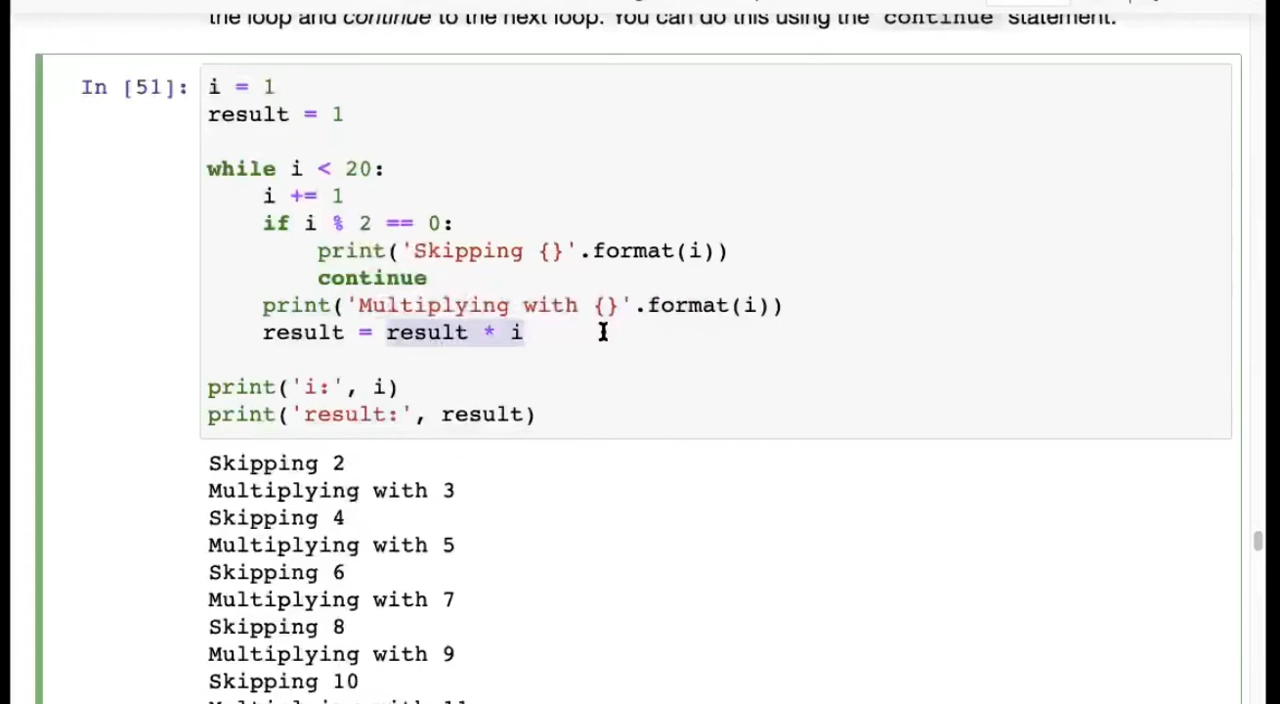 the loop and continue to the next loop. You can do this using the continue statement.
In [51]:
i = 1
result = 1
while i < 20:
    i += 1
    if i % 2 == 0:
        print('Skipping {}'.format(i))
        continue
    print('Multiplying with {}'.format(i))
    result = result * i
print('i:', i)
print('result:', result)
Skipping 2
Multiplying with 3
Skipping 4
Multiplying with 5
Skipping 6
Multiplying with 7
Skipping 8
Multiplying with 9
Skipping 10